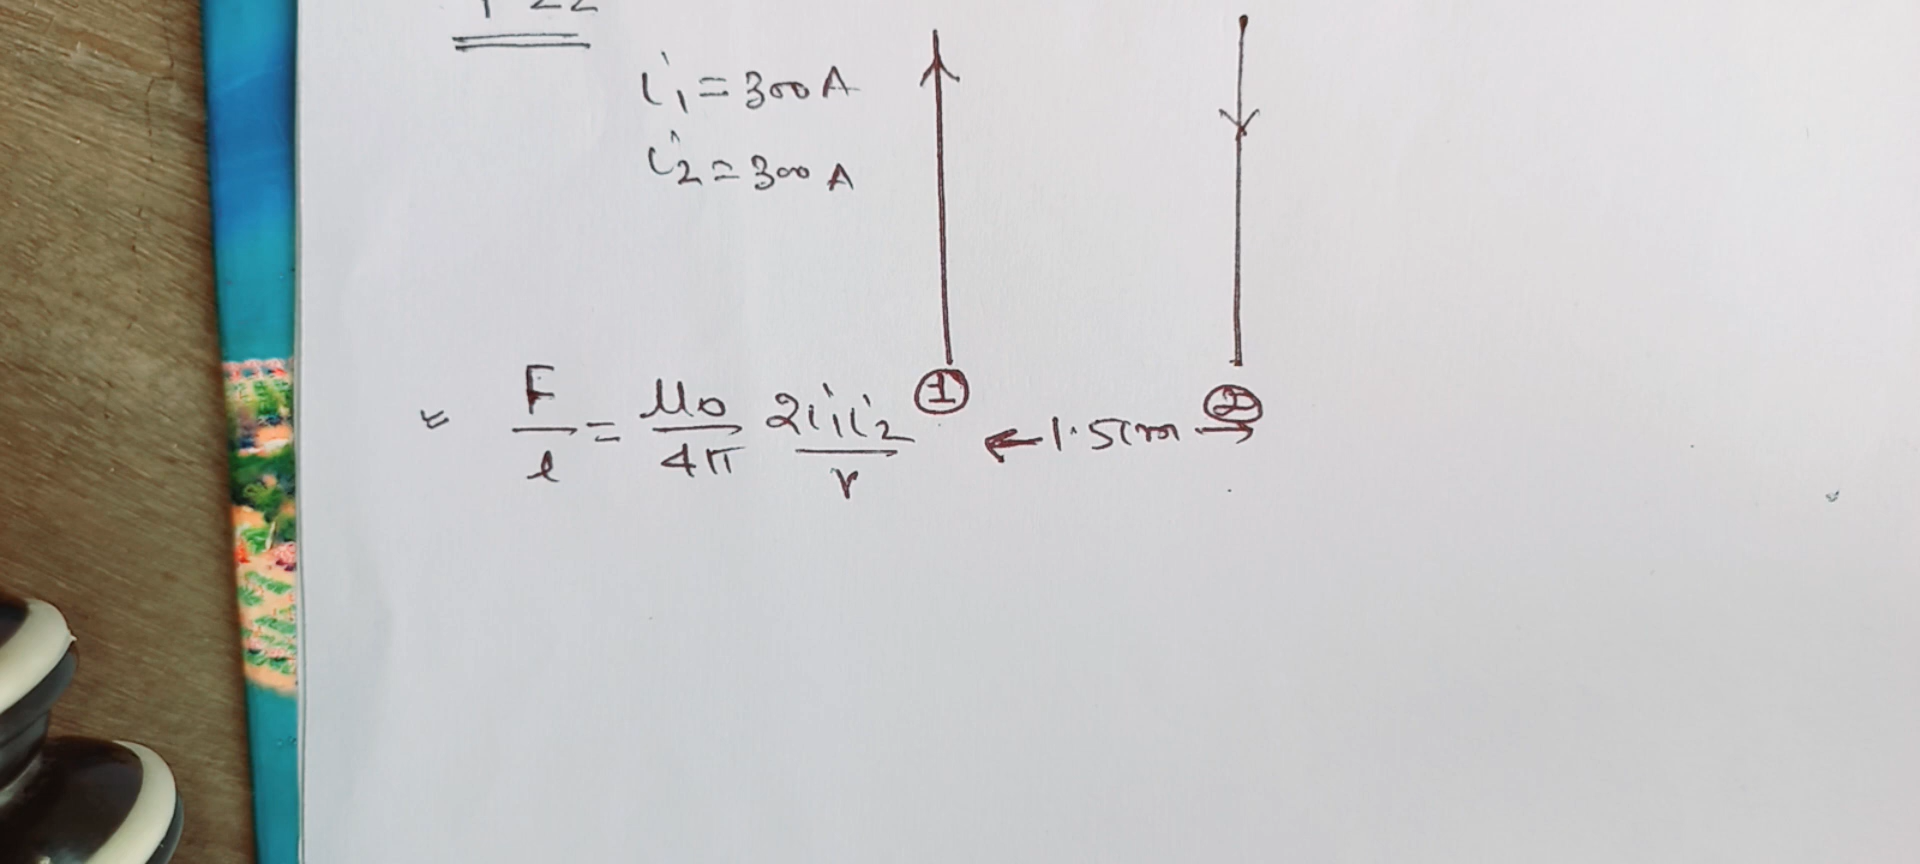 i₁ = 300 A
i₂ = 300 A
F/l = μ₀/4π 2i₁i₂/r
① ②
←1.5cm→